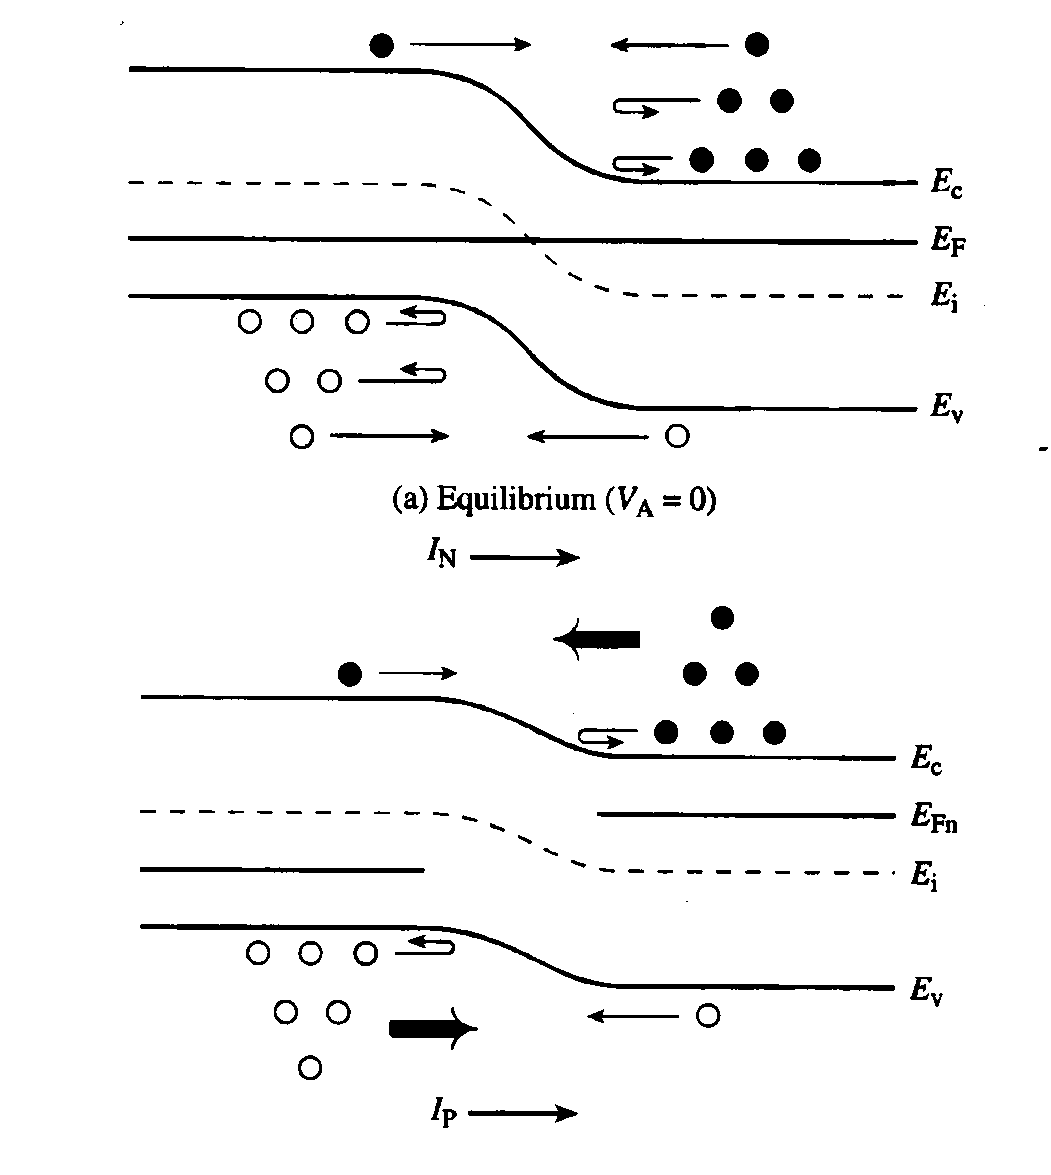 E_c
E_F
E_i
E_v
(a) Equilibrium (V_A = 0)
I_N
E_c
E_Fn
E_i
E_v
I_P